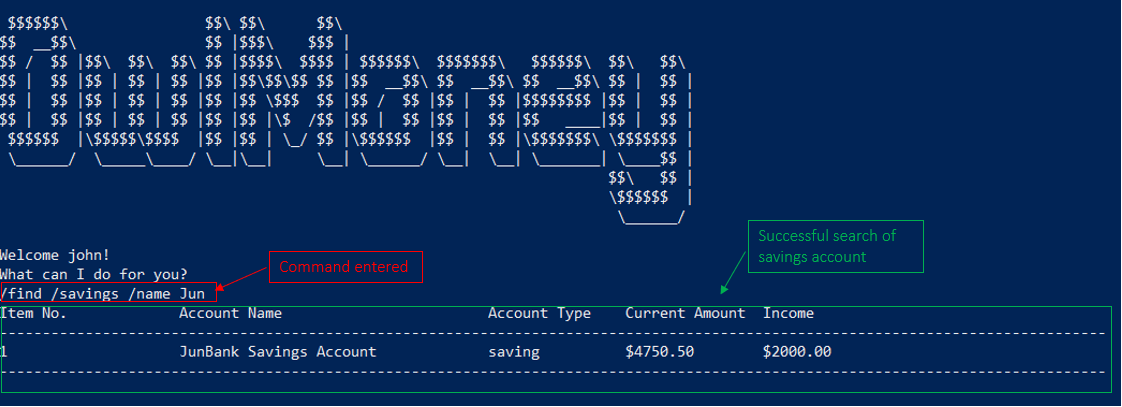 $$$$$$\                $$\ $$\      $$\
$$  __$$\               $$ |$$$\    $$$ |
$$ /  $$ |$$\  $$\  $$\ $$ |$$$$\  $$$$ | $$$$$$\  $$$$$$$\   $$$$$$\  $$\   $$\
$$ |  $$ |$$ | $$ | $$ |$$ |$$\$$\$$ $$ |$$  __$$\ $$  __$$\ $$  __$$\ $$ |  $$ |
$$ |  $$ |$$ | $$ | $$ |$$ |$$ \$$$  $$ |$$ /  $$ |$$ |  $$ |$$$$$$$$ |$$ |  $$ |
$$ |  $$ |$$ | $$ | $$ |$$ |$$ |\$  /$$ |$$ |  $$ |$$ |  $$ |$$   ____|$$ |  $$ |
 $$$$$$  |\$$$$$\$$$$  |$$ |$$ | \_/ $$ |\$$$$$$  |$$ |  $$ |\$$$$$$$\ \$$$$$$$ |
 \______/  \_____\____/ \__|\__|     \__| \______/ \__|  \__| \_______| \____$$ |
                                                                       $$\   $$ |
                                                                       \$$$$$$  |
                                                                        \______/
Welcome john!
What can I do for you?
/find /savings /name Jun
Command entered
Successful search of
savings account
Item No. Account Name Account Type Current Amount Income
1 JunBank Savings Account saving $4750.50 $2000.00